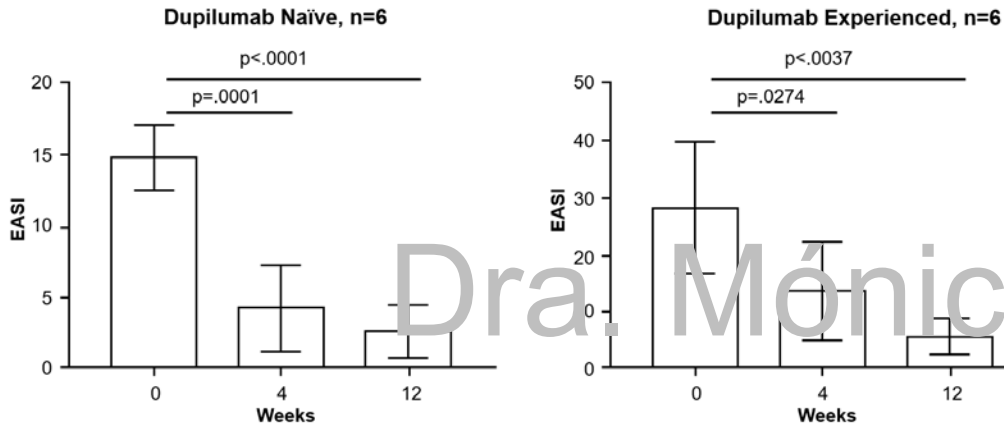 Dupilumab Naïve, n=6
p<.0001
p=.0001
20
15
10
5
0
EASI
0 4 12
Weeks
Dupilumab Experienced, n=6
p<.0037
p=.0274
50
40
30
20
10
0
EASI
0 4 12
Weeks
Dra. Mónic